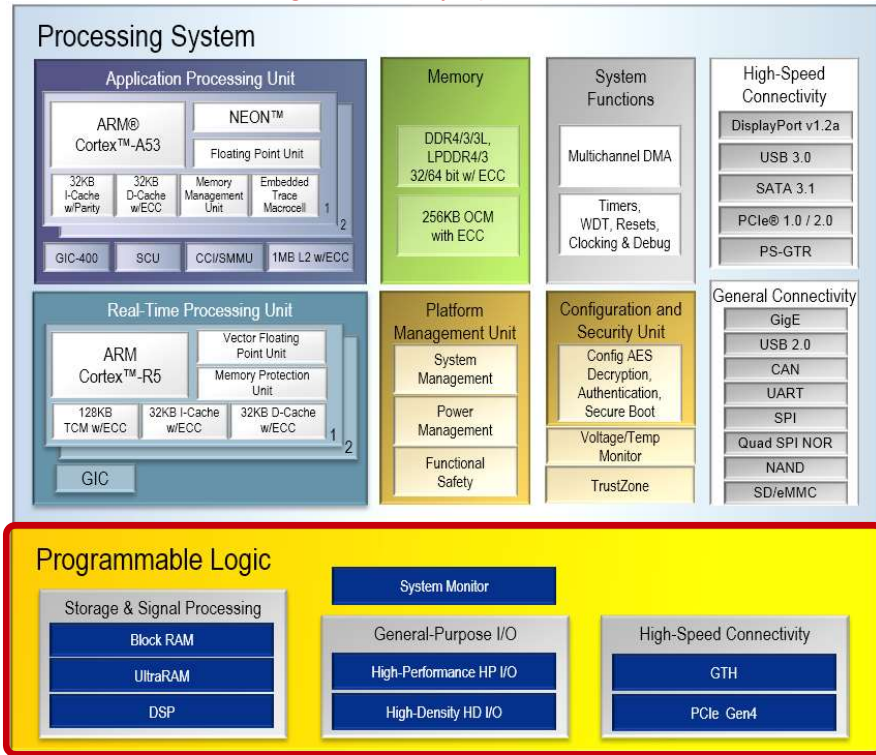 Processing System
Application Processing Unit
ARM®
Cortex™-A53
NEON™
Floating Point Unit
32KB
I-Cache
w/Parity
32KB
D-Cache
w/ECC
Memory
Management
Unit
Embedded
Trace
Macrocell
1
2
GIC-400
SCU
CCI/SMMU
1MB L2 w/ECC
Memory
DDR4/3/3L,
LPDDR4/3
32/64 bit w/ ECC
256KB OCM
with ECC
System
Functions
Multichannel DMA
Timers,
WDT, Resets,
Clocking & Debug
High-Speed
Connectivity
DisplayPort v1.2a
USB 3.0
SATA 3.1
PCIe® 1.0 / 2.0
PS-GTR
Real-Time Processing Unit
ARM
Cortex™-R5
Vector Floating
Point Unit
Memory Protection
Unit
128KB
TCM w/ECC
32KB I-Cache
w/ECC
32KB D-Cache
w/ECC
1
2
GIC
Platform
Management Unit
System
Management
Power
Management
Functional
Safety
Configuration and
Security Unit
Config AES
Decryption,
Authentication,
Secure Boot
Voltage/Temp
Monitor
TrustZone
General Connectivity
GigE
USB 2.0
CAN
UART
SPI
Quad SPI NOR
NAND
SD/eMMC
Programmable Logic
Storage & Signal Processing
Block RAM
UltraRAM
DSP
System Monitor
General-Purpose I/O
High-Performance HP I/O
High-Density HD I/O
High-Speed Connectivity
GTH
PCIe Gen4